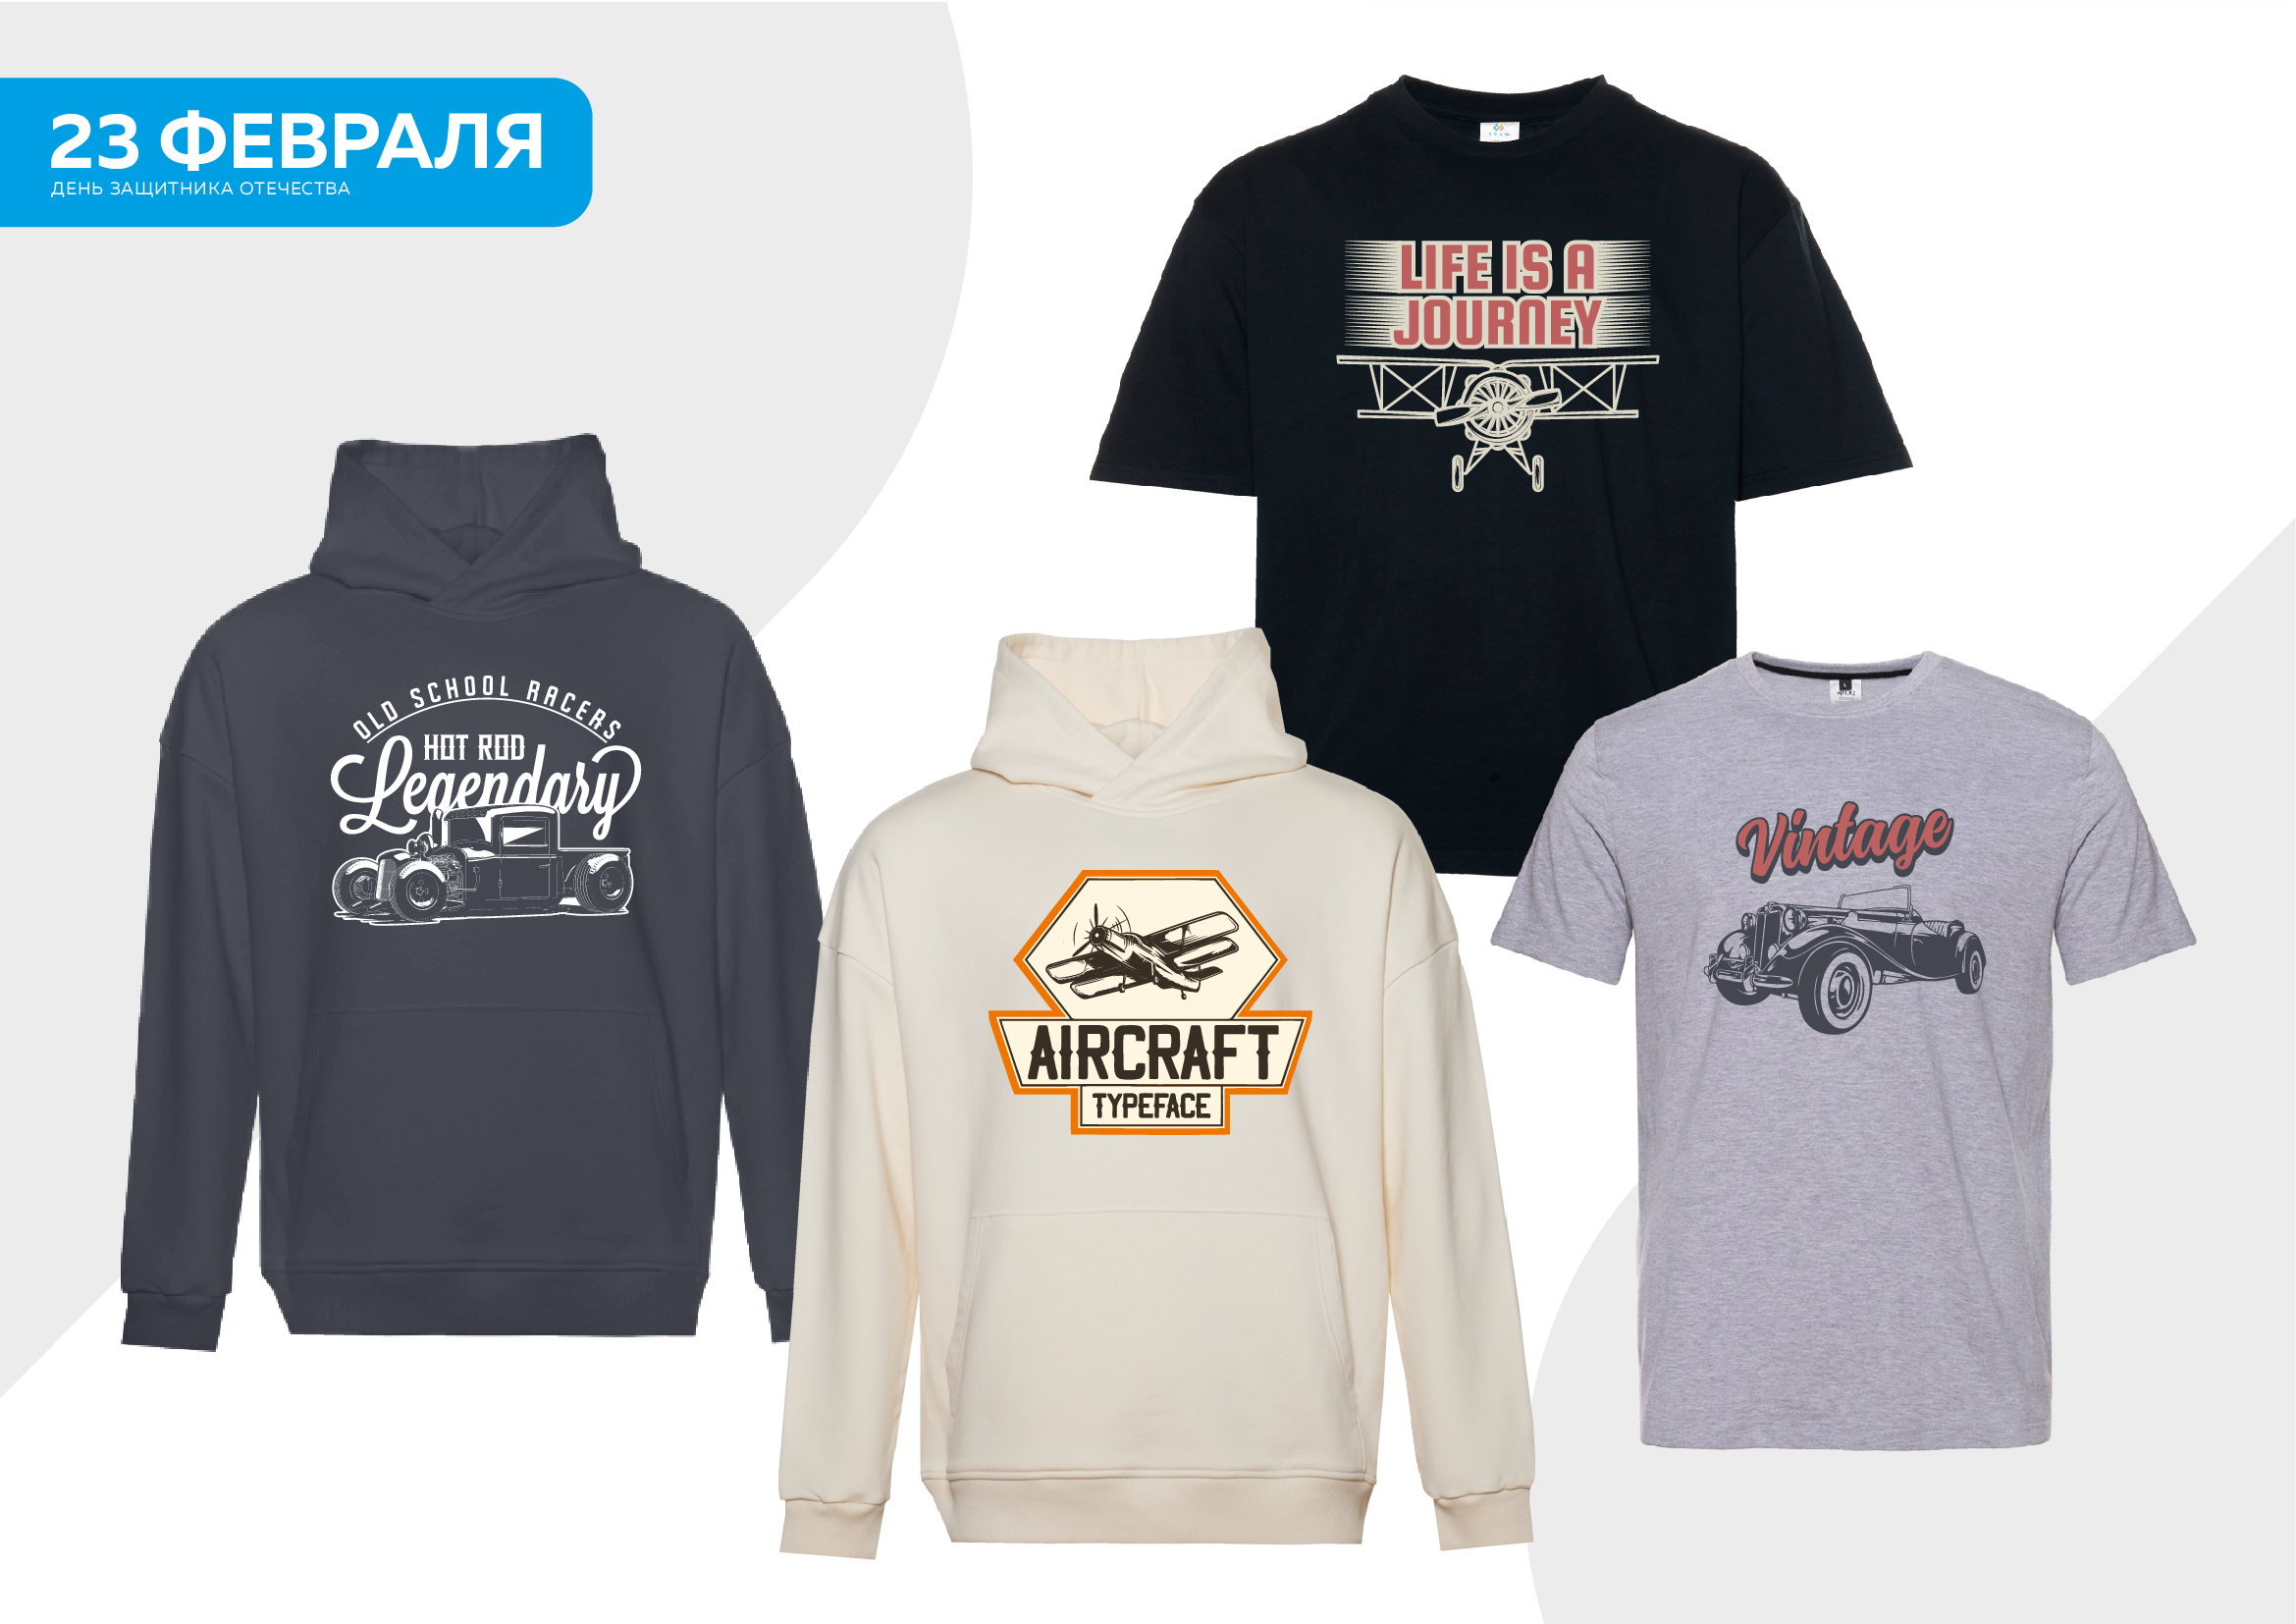 23 ФЕВРАЛЯ
ДЕНЬ ЗАЩИТНИКА ОТЕЧЕСТВА
LIFE IS A
JOURNEY
OLD SCHOOL RACERS
HOT ROD
Legendary
AIRCRAFT
TYPEFACE
Vintage